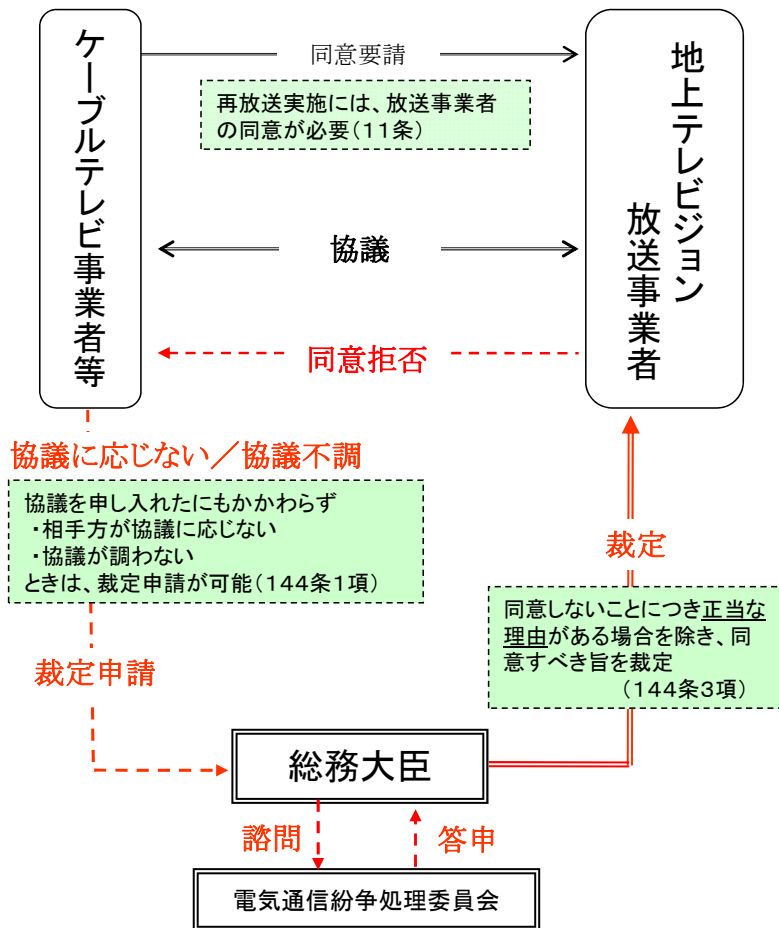 ケーブルテレビ事業者等
同意要請
地上テレビジョン
放送事業者
再放送実施には、放送事業者
の同意が必要(11条)
協議
同意拒否
協議に応じない/協議不調
協議を申し入れたにもかかわらず
・相手方が協議に応じない
・協議が調わない
ときは、裁定申請が可能(144条1項)
裁定
同意しないことにつき正当な
理由がある場合を除き、同
意すべき旨を裁定
(144条3項)
裁定申請
総務大臣
諮問
答申
電気通信紛争処理委員会